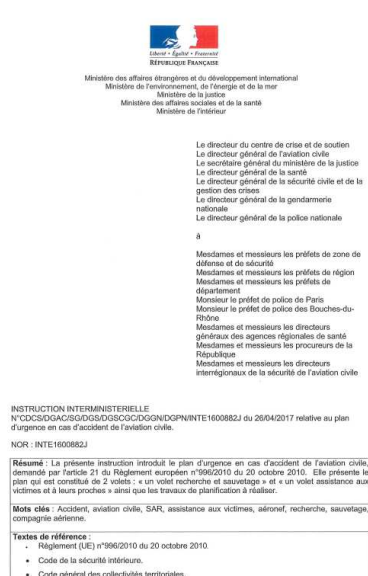 Liberté • Égalité • Fraternité
RÉPUBLIQUE FRANÇAISE
Ministère des affaires étrangères et du développement international
Ministère de l'environnement, de l'énergie et de la mer
Ministère de la justice
Ministère des affaires sociales et de la santé
Ministère de l'intérieur
Le directeur du centre de crise et de soutien
Le directeur général de l'aviation civile
Le secrétaire général du ministère de la justice
Le directeur général de la santé
Le directeur général de la sécurité civile et de la
gestion des crises
Le directeur général de la gendarmerie
nationale
Le directeur général de la police nationale
à
Mesdames et messieurs les préfets de zone de
défense et de sécurité
Mesdames et messieurs les préfets de région
Mesdames et messieurs les préfets de
département
Monsieur le préfet de police de Paris
Monsieur le préfet de police des Bouches-du-
Rhône
Mesdames et messieurs les directeurs
généraux des agences régionales de santé
Mesdames et messieurs les procureurs de la
République
Mesdames et messieurs les directeurs
interrégionaux de la sécurité de l'aviation civile
INSTRUCTION INTERMINISTERIELLE
N°CDCS/DGAC/SG/DGS/DGSCGC/DGGN/DGPN/INTE1600882J du 26/04/2017 relative au plan
d'urgence en cas d'accident de l'aviation civile.
NOR : INTE1600882J
Résumé : La présente instruction introduit le plan d'urgence en cas d'accident de l'aviation civile,
demandé par l'article 21 du Règlement européen n°996/2010 du 20 octobre 2010. Elle présente le
plan qui est constitué de 2 volets : « un volet recherche et sauvetage » et « un volet assistance aux
victimes et à leurs proches » ainsi que les travaux de planification à réaliser.
Mots clés : Accident, aviation civile, SAR, assistance aux victimes, aéronef, recherche, sauvetage,
compagnie aérienne.
Textes de référence :
• Règlement (UE) n°996/2010 du 20 octobre 2010.
• Code de la sécurité intérieure.
• Code général des collectivités territoriales.